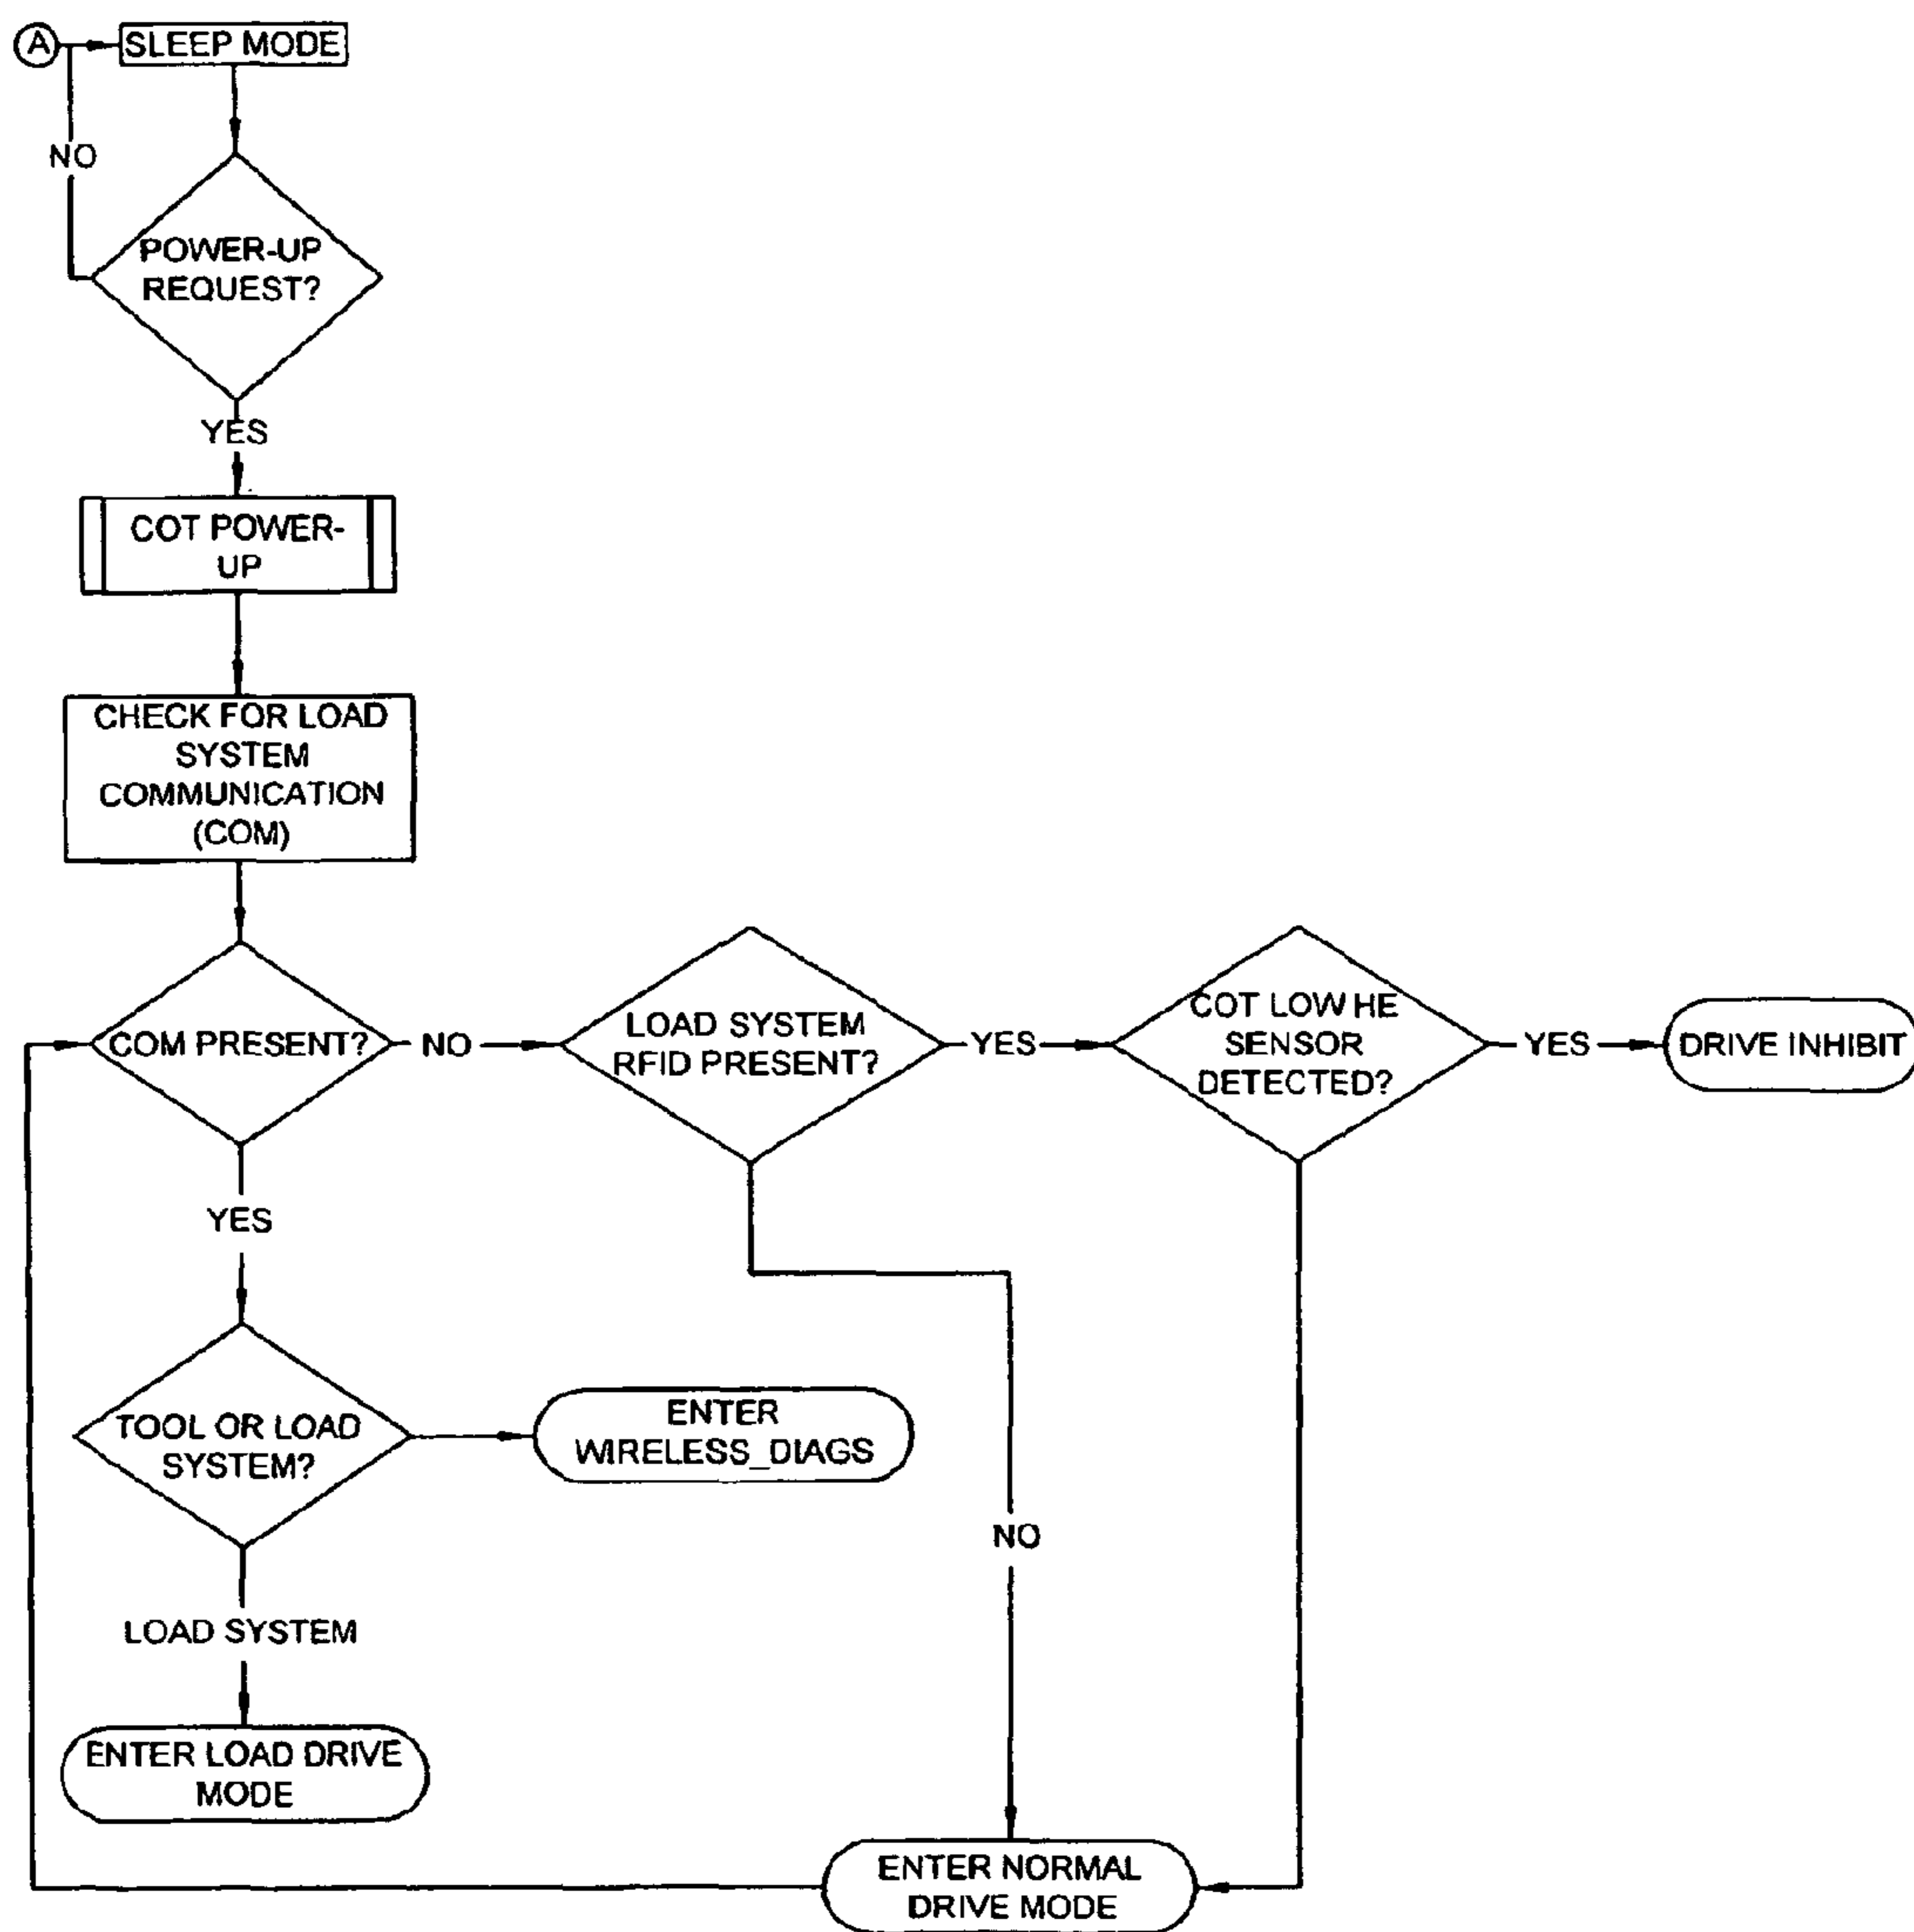 A
SLEEP MODE
NO
POWER-UP
REQUEST?
YES
COT POWER-
UP
CHECK FOR LOAD
SYSTEM
COMMUNICATION
(COM)
COM PRESENT?
NO
LOAD SYSTEM
RFID PRESENT?
YES
COT LOW HE
SENSOR
DETECTED?
YES
DRIVE INHIBIT
YES
TOOL OR LOAD
SYSTEM?
ENTER
WIRELESS_DIAGS
NO
LOAD SYSTEM
ENTER LOAD DRIVE
MODE
ENTER NORMAL
DRIVE MODE